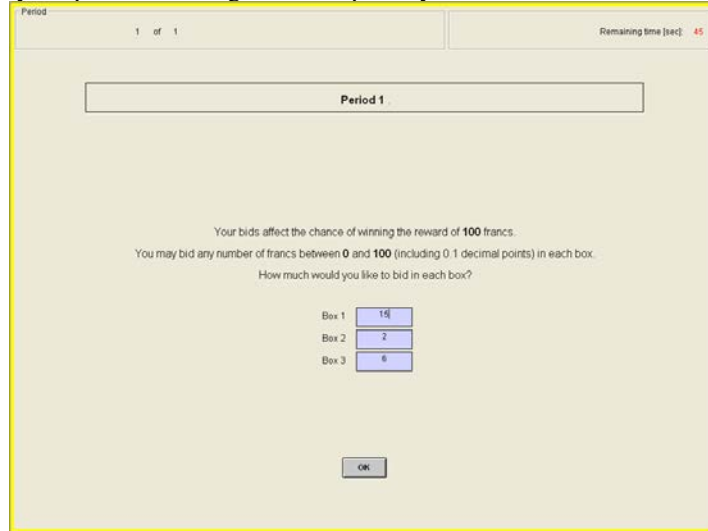 Period
1 of 1
Remaining time [sec]: 45
Period 1 .
Your bids affect the chance of winning the reward of 100 francs.
You may bid any number of francs between 0 and 100 (including 0.1 decimal points) in each box.
How much would you like to bid in each box?
Box 1 15
Box 2 2
Box 3 6
OK